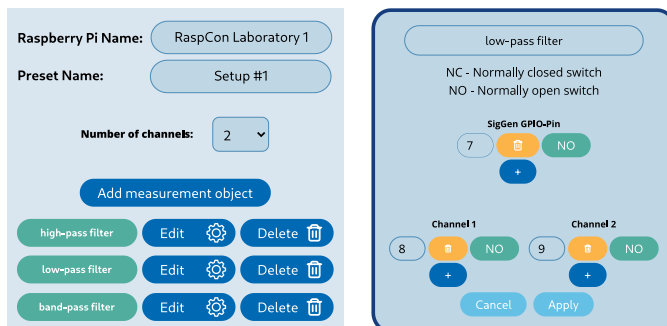 Raspberry Pi Name: RaspCon Laboratory 1
Preset Name: Setup #1
Number of channels: 2
Add measurement object
high-pass filter Edit Delete
low-pass filter Edit Delete
band-pass filter Edit Delete
low-pass filter
NC - Normally closed switch
NO - Normally open switch
SigGen GPIO-Pin
7 NO
+
Channel 1 Channel 2
8 NO 9 NO
+ +
Cancel Apply